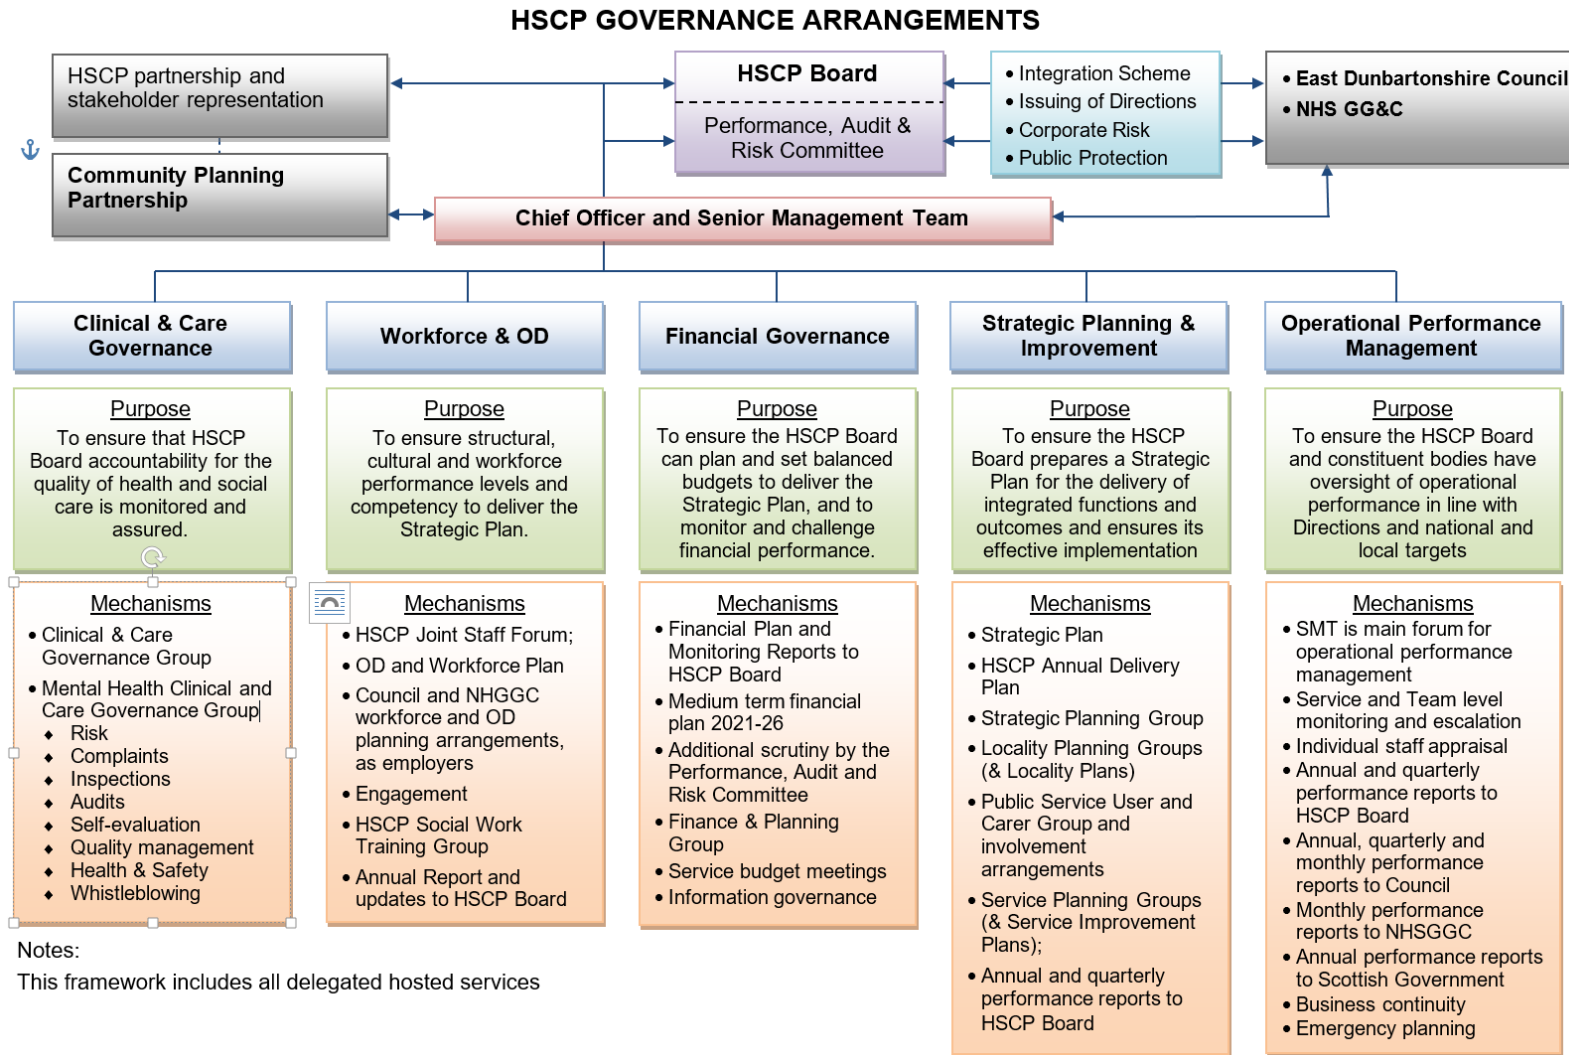 HSCP GOVERNANCE ARRANGEMENTS
HSCP partnership and
stakeholder representation
Community Planning
Partnership
HSCP Board
Performance, Audit &
Risk Committee
• Integration Scheme
• Issuing of Directions
• Corporate Risk
• Public Protection
• East Dunbartonshire Council
• NHS GG&C
Chief Officer and Senior Management Team
Clinical & Care
Governance
Purpose
To ensure that HSCP
Board accountability for the
quality of health and social
care is monitored and
assured.
Mechanisms
• Clinical & Care
Governance Group
• Mental Health Clinical and
Care Governance Group
◆ Risk
◆ Complaints
◆ Inspections
◆ Audits
◆ Self-evaluation
◆ Quality management
◆ Health & Safety
◆ Whistleblowing
Workforce & OD
Purpose
To ensure structural,
cultural and workforce
performance levels and
competency to deliver the
Strategic Plan.
Mechanisms
• HSCP Joint Staff Forum;
• OD and Workforce Plan
• Council and NHGGC
workforce and OD
planning arrangements,
as employers
• Engagement
• HSCP Social Work
Training Group
• Annual Report and
updates to HSCP Board
Financial Governance
Purpose
To ensure the HSCP Board
can plan and set balanced
budgets to deliver the
Strategic Plan, and to
monitor and challenge
financial performance.
Mechanisms
• Financial Plan and
Monitoring Reports to
HSCP Board
• Medium term financial
plan 2021-26
• Additional scrutiny by the
Performance, Audit and
Risk Committee
• Finance & Planning
Group
• Service budget meetings
• Information governance
Strategic Planning &
Improvement
Purpose
To ensure the HSCP
Board prepares a Strategic
Plan for the delivery of
integrated functions and
outcomes and ensures its
effective implementation
Mechanisms
• Strategic Plan
• HSCP Annual Delivery
Plan
• Strategic Planning Group
• Locality Planning Groups
(& Locality Plans)
• Public Service User and
Carer Group and
involvement
arrangements
• Service Planning Groups
(& Service Improvement
Plans);
• Annual and quarterly
performance reports to
HSCP Board
Operational Performance
Management
Purpose
To ensure the HSCP Board
and constituent bodies have
oversight of operational
performance in line with
Directions and national and
local targets
Mechanisms
• SMT is main forum for
operational performance
management
• Service and Team level
monitoring and escalation
• Individual staff appraisal
• Annual and quarterly
performance reports to
HSCP Board
• Annual, quarterly and
monthly performance
reports to Council
• Monthly performance
reports to NHSGGC
• Annual performance reports
to Scottish Government
• Business continuity
• Emergency planning
Notes:
This framework includes all delegated hosted services